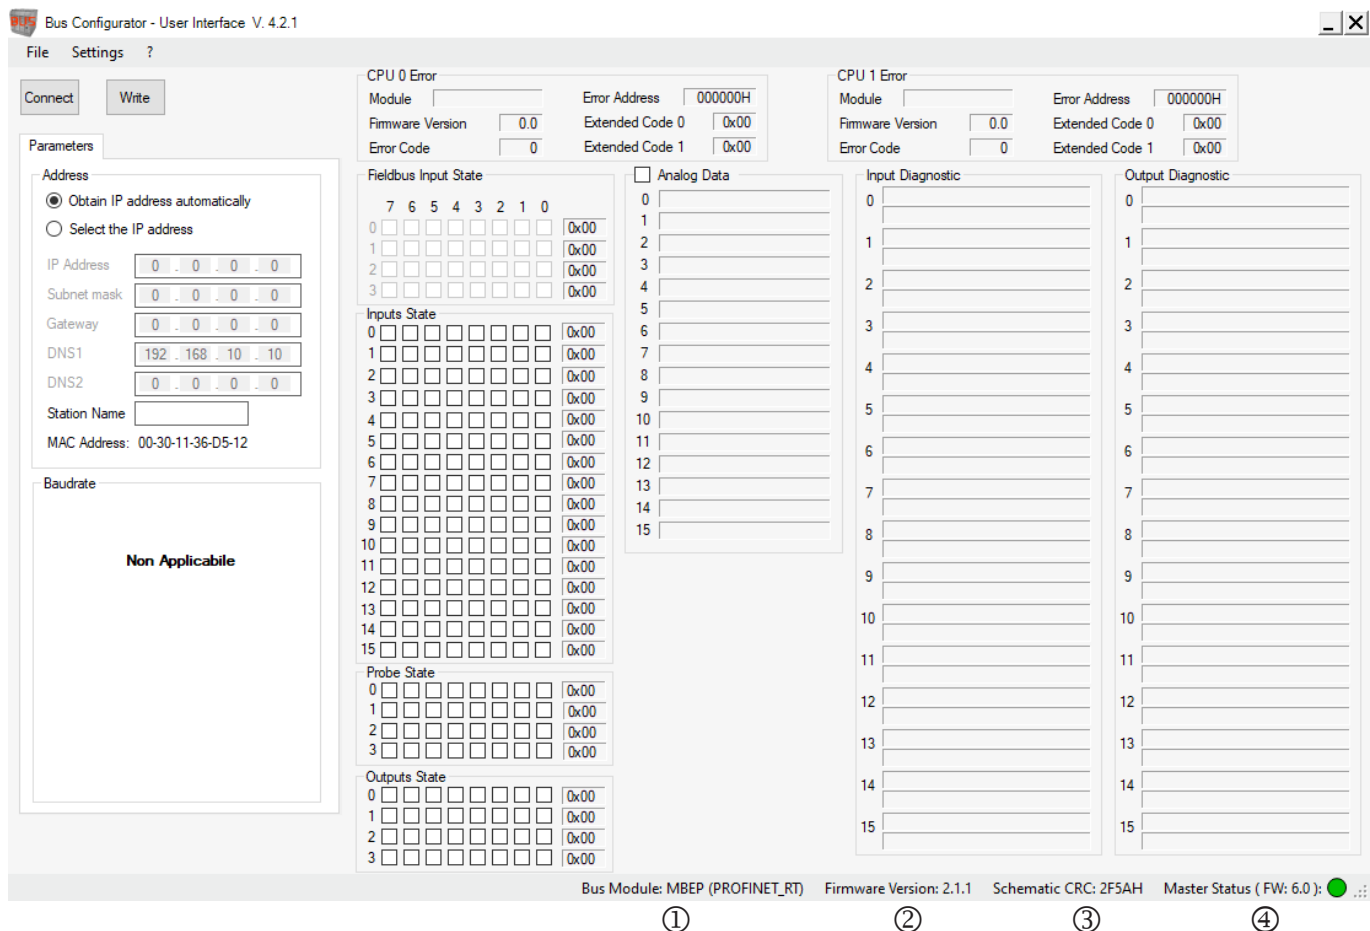 BUS Bus Configurator - User Interface V. 4.2.1
File Settings ?
Connect Write
Parameters
Address
Obtain IP address automatically
Select the IP address
IP Address 0 . 0 . 0 . 0
Subnet mask 0 . 0 . 0 . 0
Gateway 0 . 0 . 0 . 0
DNS1 192 . 168 . 10 . 10
DNS2 0 . 0 . 0 . 0
Station Name
MAC Address: 00-30-11-36-D5-12
Baudrate
Non Applicabile
CPU 0 Error
Module Error Address 000000H
Firmware Version 0.0 Extended Code 0 0x00
Error Code 0 Extended Code 1 0x00
CPU 1 Error
Module Error Address 000000H
Firmware Version 0.0 Extended Code 0 0x00
Error Code 0 Extended Code 1 0x00
Fieldbus Input State
7 6 5 4 3 2 1 0
0 0x00
1 0x00
2 0x00
3 0x00
Inputs State
0 0x00
1 0x00
2 0x00
3 0x00
4 0x00
5 0x00
6 0x00
7 0x00
8 0x00
9 0x00
10 0x00
11 0x00
12 0x00
13 0x00
14 0x00
15 0x00
Probe State
0 0x00
1 0x00
2 0x00
3 0x00
Outputs State
0 0x00
1 0x00
2 0x00
3 0x00
Analog Data
0
1
2
3
4
5
6
7
8
9
10
11
12
13
14
15
Input Diagnostic
0
1
2
3
4
5
6
7
8
9
10
11
12
13
14
15
Output Diagnostic
0
1
2
3
4
5
6
7
8
9
10
11
12
13
14
15
Bus Module: MBEP (PROFINET_RT) Firmware Version: 2.1.1 Schematic CRC: 2F5AH Master Status ( FW: 6.0 ):
① ② ③ ④